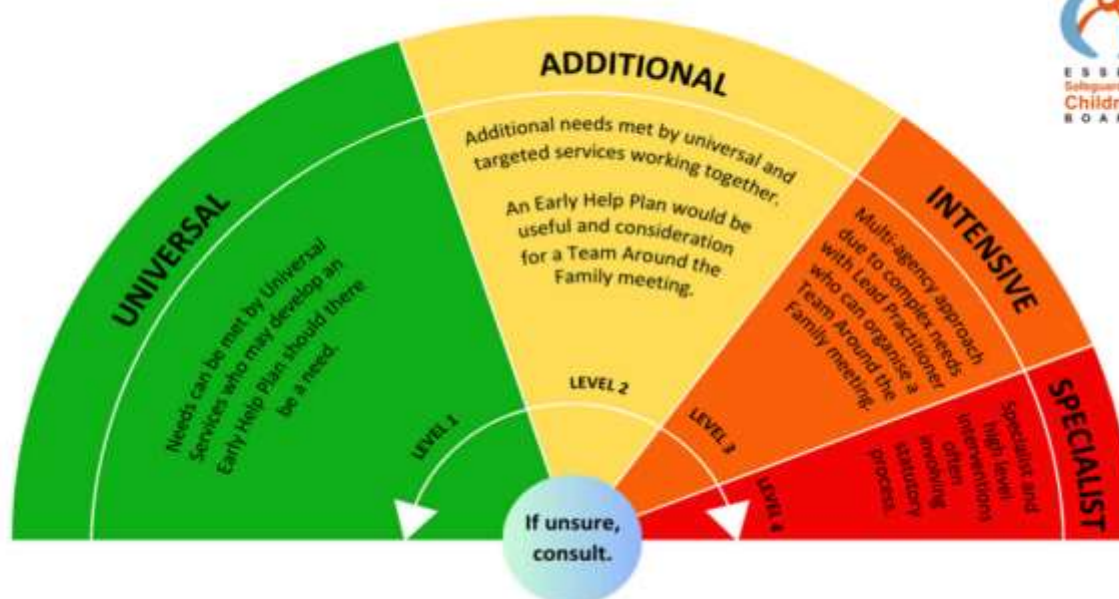 UNIVERSAL
Needs can be met by Universal
Services who may develop an
Early Help Plan should there
be a need.
LEVEL 1
ADDITIONAL
Additional needs met by universal and
targeted services working together.
An Early Help Plan would be
useful and consideration
for a Team Around the
Family meeting.
LEVEL 2
INTENSIVE
Multi-agency approach
due to complex needs
with Lead Practitioner
who can organise a
Team Around the
Family meeting.
LEVEL 3
SPECIALIST
Specialist and
high level
interventions
often
involving
statutory
process.
LEVEL 4
If unsure,
consult.